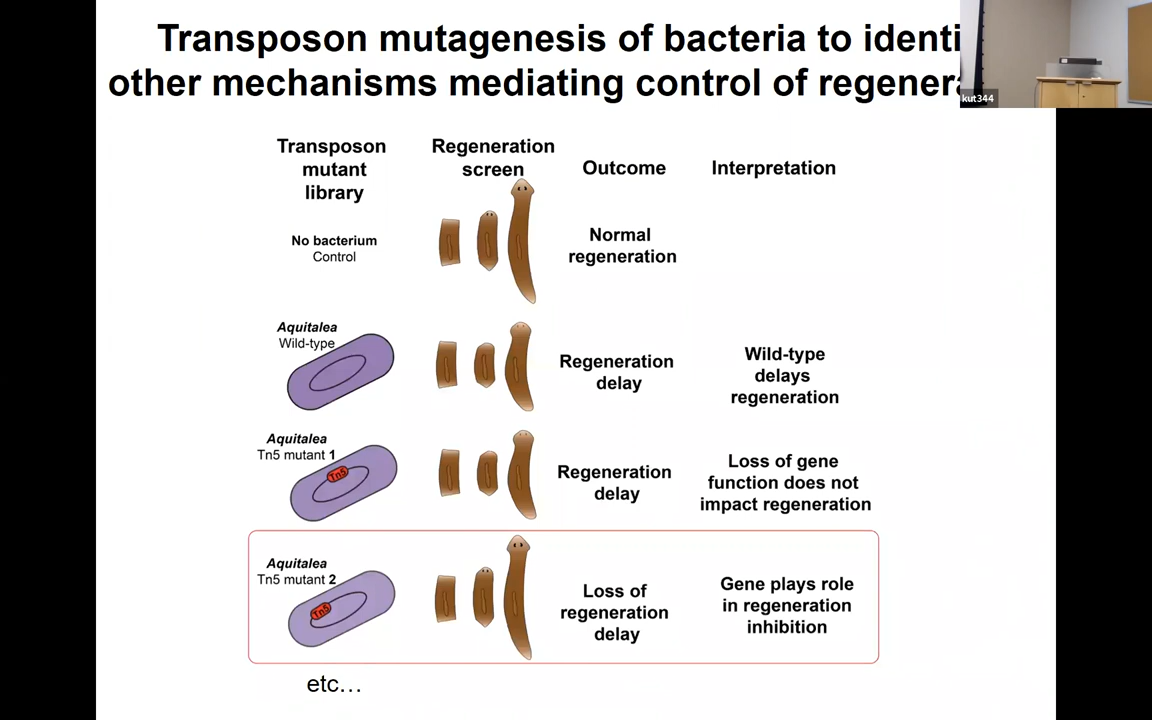 Transposon mutagenesis of bacteria to identi
other mechanisms mediating control of regenera
kut344
Transposon
mutant
library
Regeneration
screen
Outcome
Interpretation
No bacterium
Control
Normal
regeneration
Aquitalea
Wild-type
Regeneration
delay
Wild-type
delays
regeneration
Aquitalea
Tn5 mutant 1
Tn5
Regeneration
delay
Loss of gene
function does not
impact regeneration
Aquitalea
Tn5 mutant 2
Tn5
Loss of
regeneration
delay
Gene plays role
in regeneration
inhibition
etc…